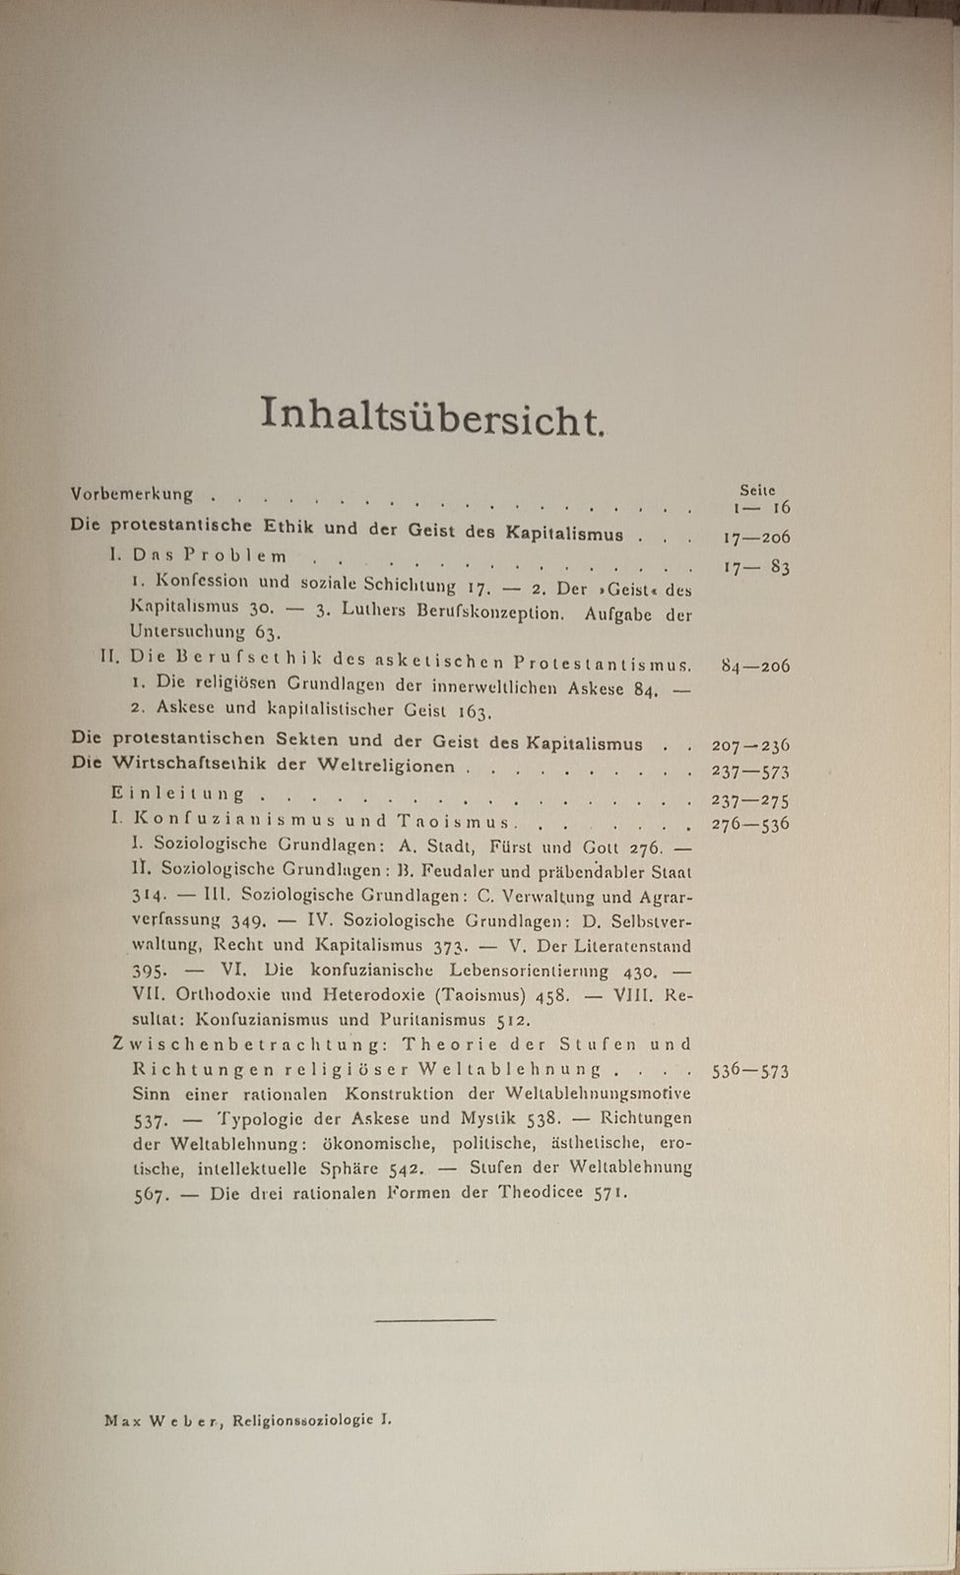 Inhaltsübersicht.
Seite
Vorbemerkung . . . . . . . . . . . . . . . . . . . 1— 16
Die protestantische Ethik und der Geist des Kapitalismus . . . 17—206
I. Das Problem . . . . . . . . . . . . . . . 17— 83
1. Konfession und soziale Schichtung 17. — 2. Der »Geist« des
Kapitalismus 30. — 3. Luthers Berufskonzeption. Aufgabe der
Untersuchung 63.
II. Die Berufsethik des asketischen Protestantismus. 84—206
1. Die religiösen Grundlagen der innerweltlichen Askese 84. —
2. Askese und kapitalistischer Geist 163.
Die protestantischen Sekten und der Geist des Kapitalismus . . 207—236
Die Wirtschaftsethik der Weltreligionen . . . . . . . . . . 237—573
Einleitung . . . . . . . . . . . . . . . . . 237—275
I. Konfuzianismus und Taoismus. . . . . . . . 276—536
I. Soziologische Grundlagen: A. Stadt, Fürst und Gott 276. —
II. Soziologische Grundlagen: B. Feudaler und präbendabler Staat
314. — III. Soziologische Grundlagen: C. Verwaltung und Agrar-
verfassung 349. — IV. Soziologische Grundlagen: D. Selbstver-
waltung, Recht und Kapitalismus 373. — V. Der Literatenstand
395. — VI. Die konfuzianische Lebensorientierung 430. —
VII. Orthodoxie und Heterodoxie (Taoismus) 458. — VIII. Re-
sultat: Konfuzianismus und Puritanismus 512.
Zwischenbetrachtung: Theorie der Stufen und
Richtungen religiöser Weltablehnung . . . . 536—573
Sinn einer rationalen Konstruktion der Weltablehnungsmotive
537. — Typologie der Askese und Mystik 538. — Richtungen
der Weltablehnung: ökonomische, politische, ästhetische, ero-
tische, intellektuelle Sphäre 542. — Stufen der Weltablehnung
567. — Die drei rationalen Formen der Theodicee 571.
Max Weber, Religionssoziologie I.